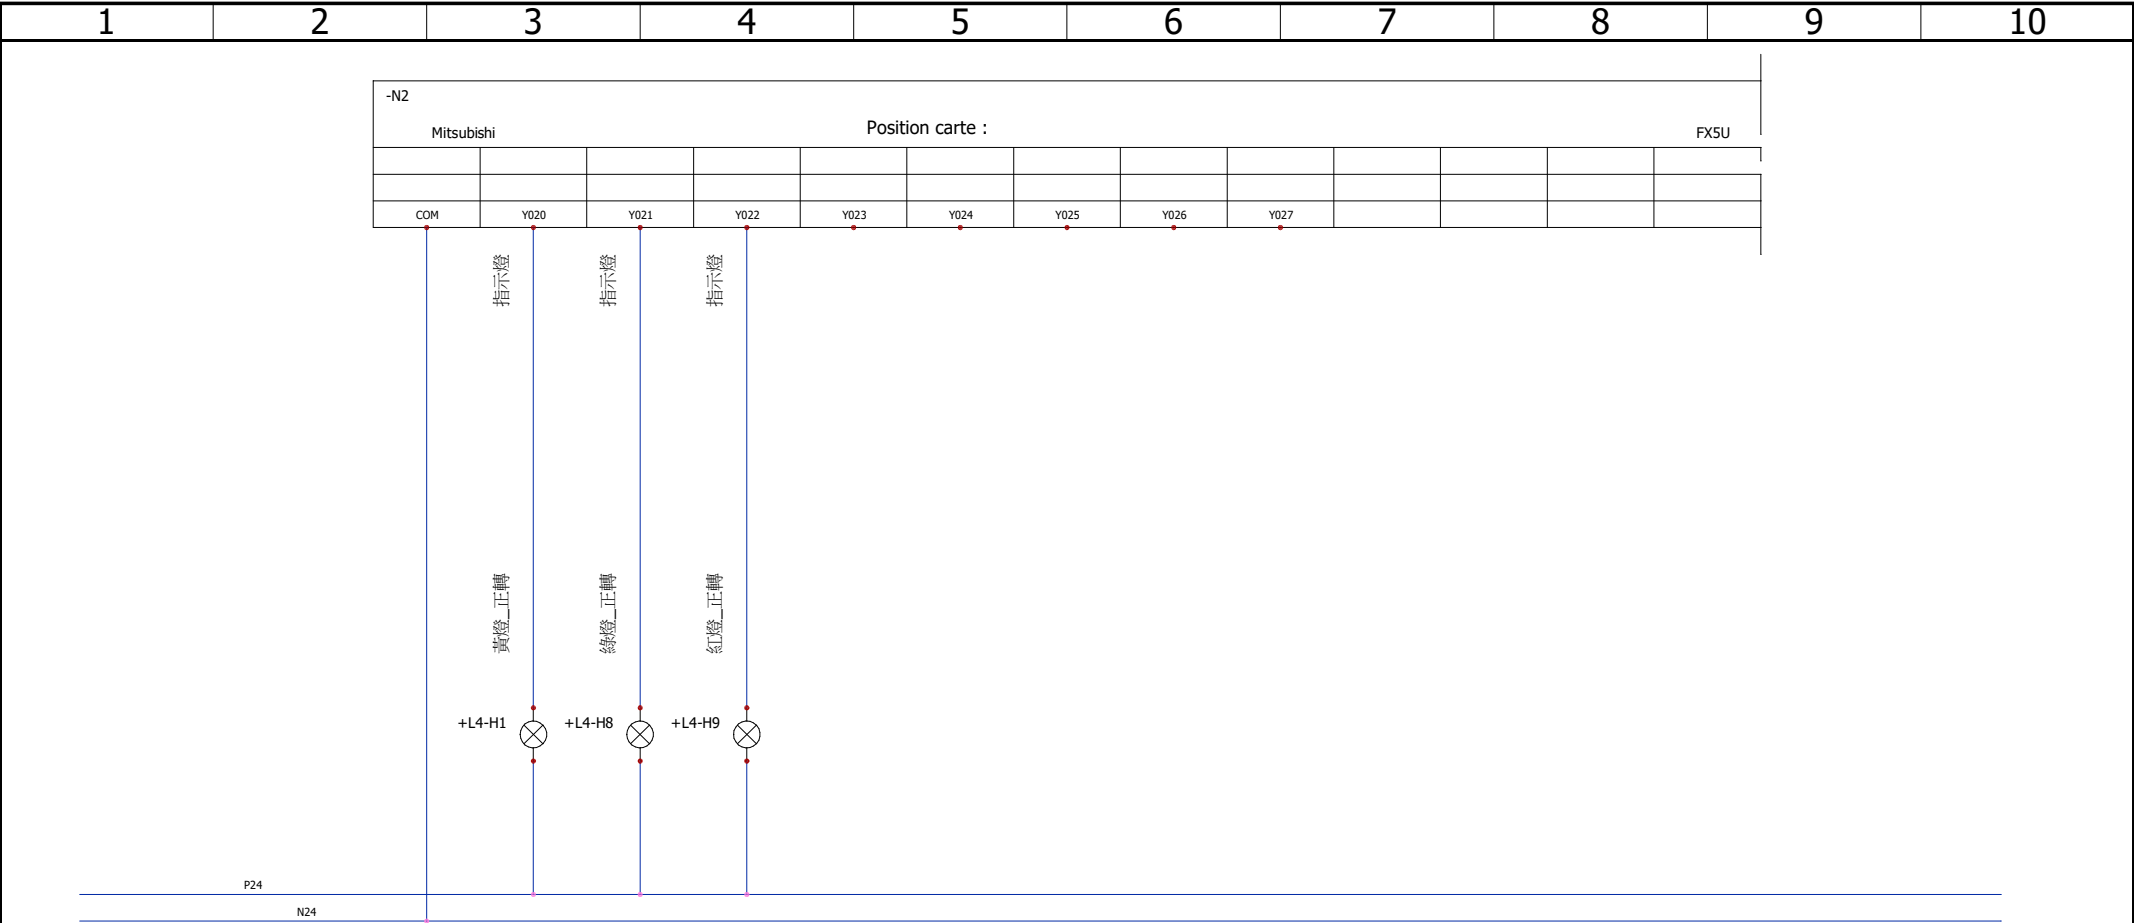 1 2 3 4 5 6 7 8 9 10
-N2
Mitsubishi Position carte : FX5U
COM Y020 Y021 Y022 Y023 Y024 Y025 Y026 Y027
指示燈 指示燈 指示燈
黃燈_正轉 綠燈_正轉 紅燈_正轉
+L4-H1 +L4-H8 +L4-H9
P24
N24